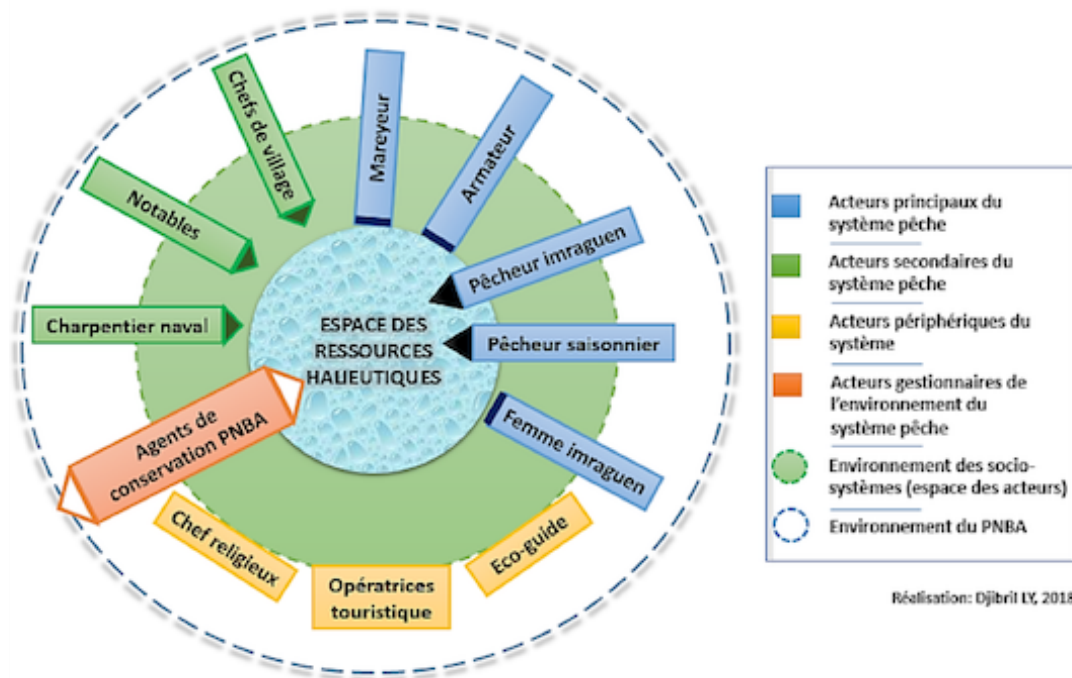 Chefs de village
Mareyeur
Armateur
Notables
Pêcheur imraguen
Charpentier naval
ESPACE DES
RESSOURCES
HALIEUTIQUES
Pêcheur saisonnier
Agents de
conservation PNBA
Femme imraguen
Chef religieux
Opératrices
touristique
Eco-guide
Acteurs principaux du
système pêche
Acteurs secondaires du
système pêche
Acteurs périphériques du
système
Acteurs gestionnaires de
l'environnement du
système pêche
Environnement des socio-
systèmes (espace des acteurs)
Environnement du PNBA
Réalisation: Djibril LY, 2018